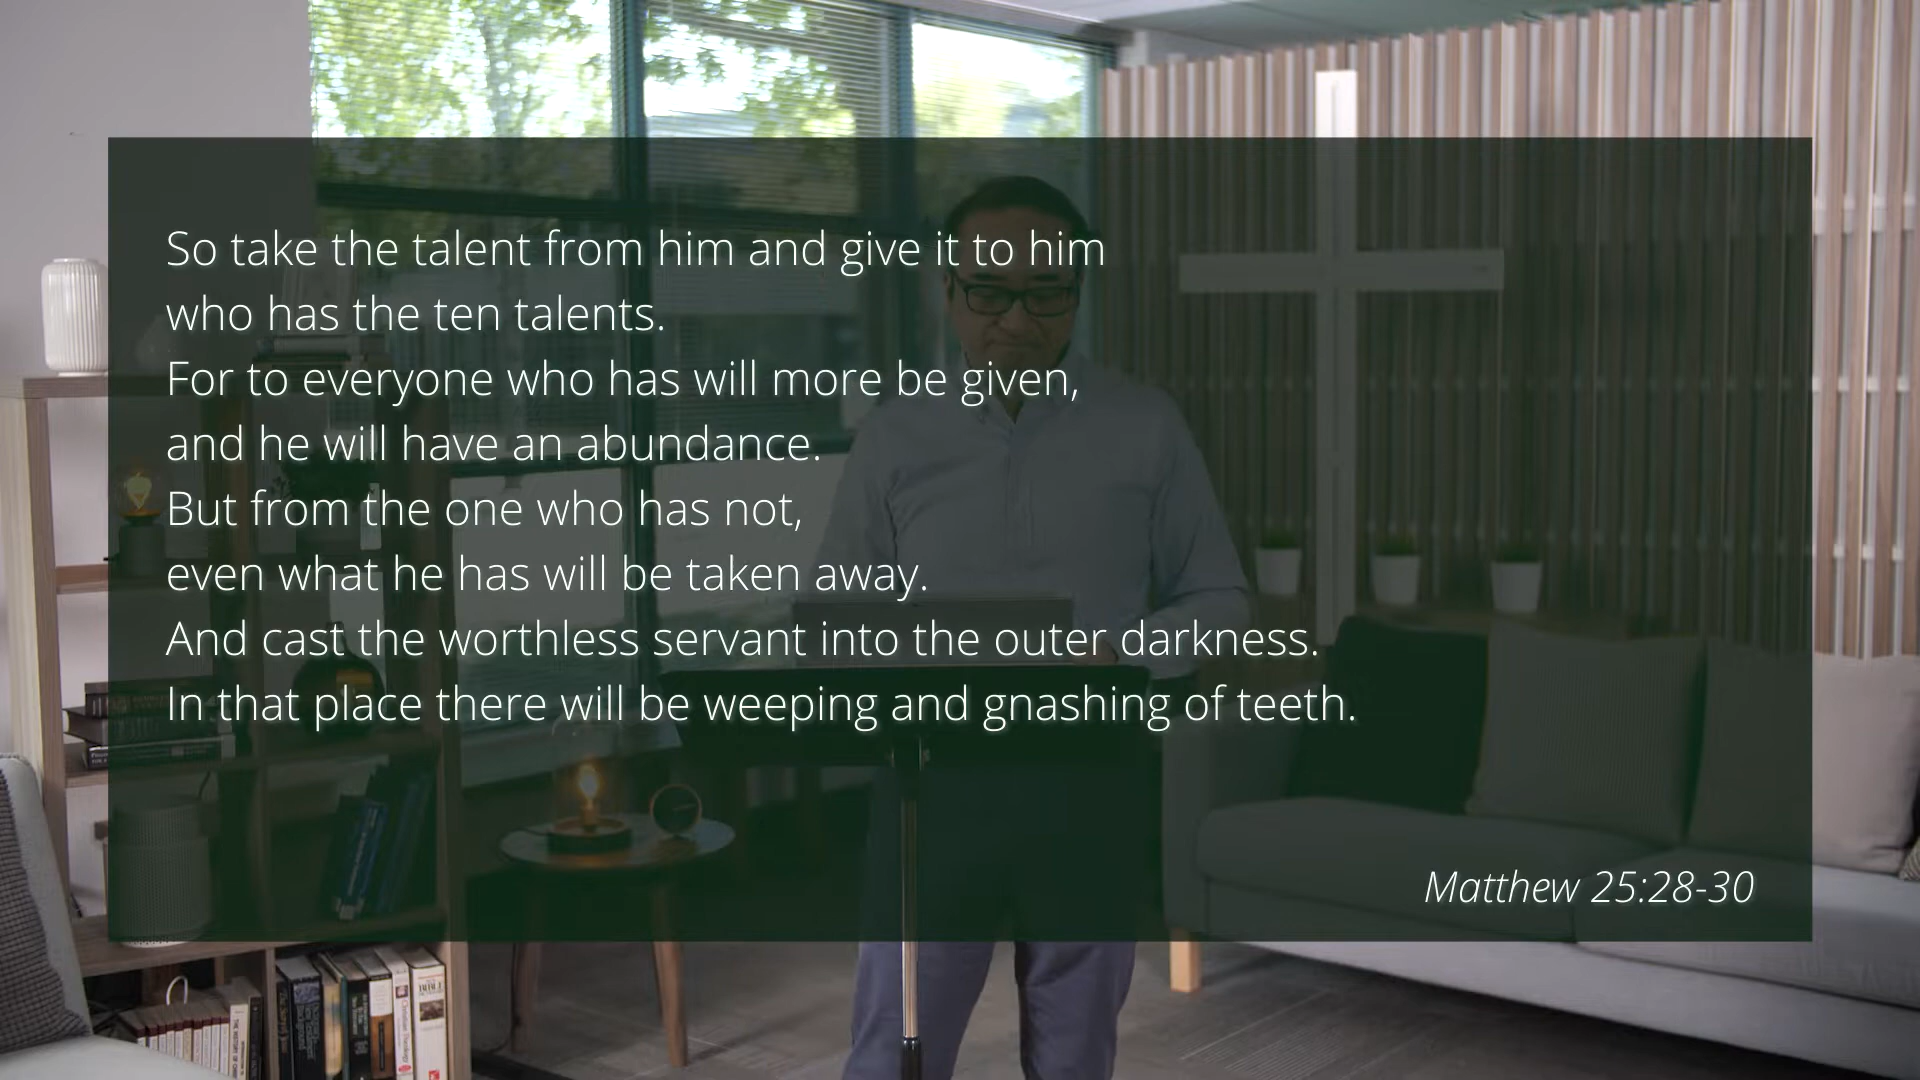 So take the talent from him and give it to him
who has the ten talents.
For to everyone who has will more be given,
and he will have an abundance.
But from the one who has not,
even what he has will be taken away.
And cast the worthless servant into the outer darkness.
In that place there will be weeping and gnashing of teeth.
Matthew 25:28-30
BIBLE